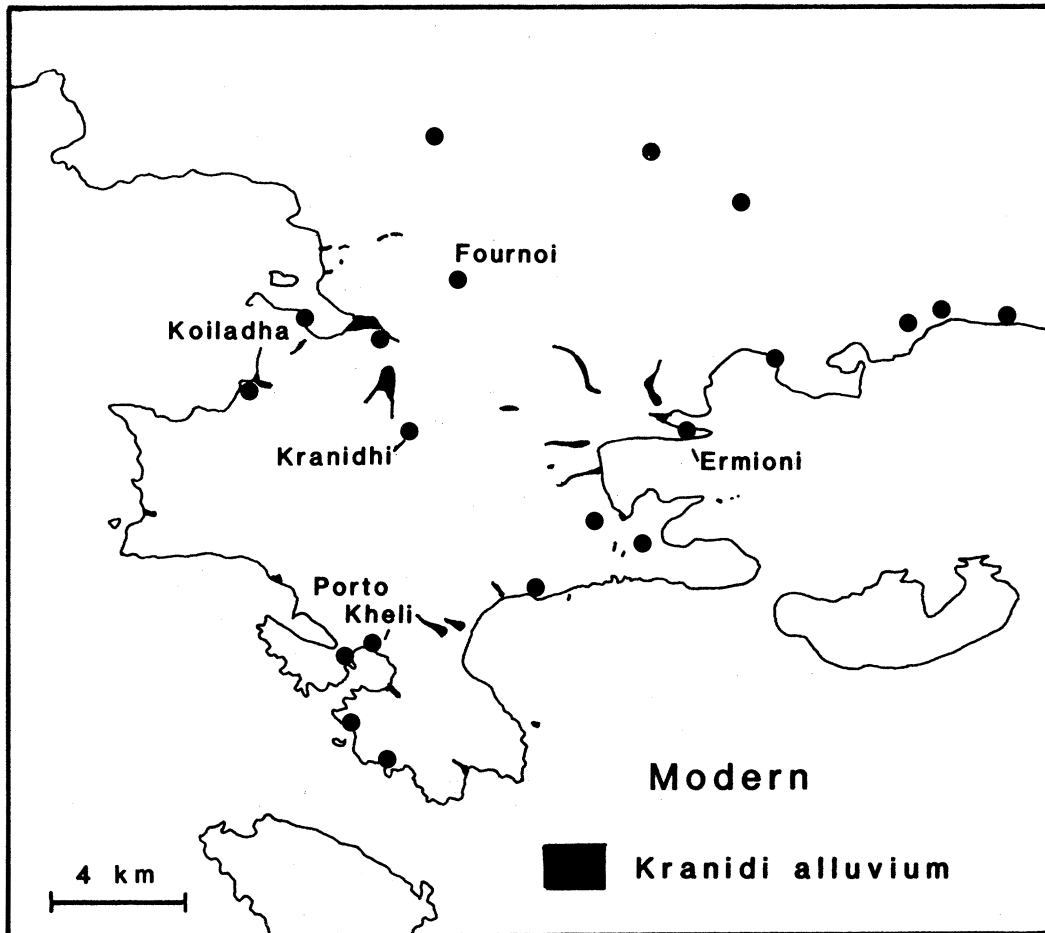 Fournoi
Koiladha
Kranidhi
Ermioni
Porto
Kheli
Modern
4 km
Kranidi alluvium